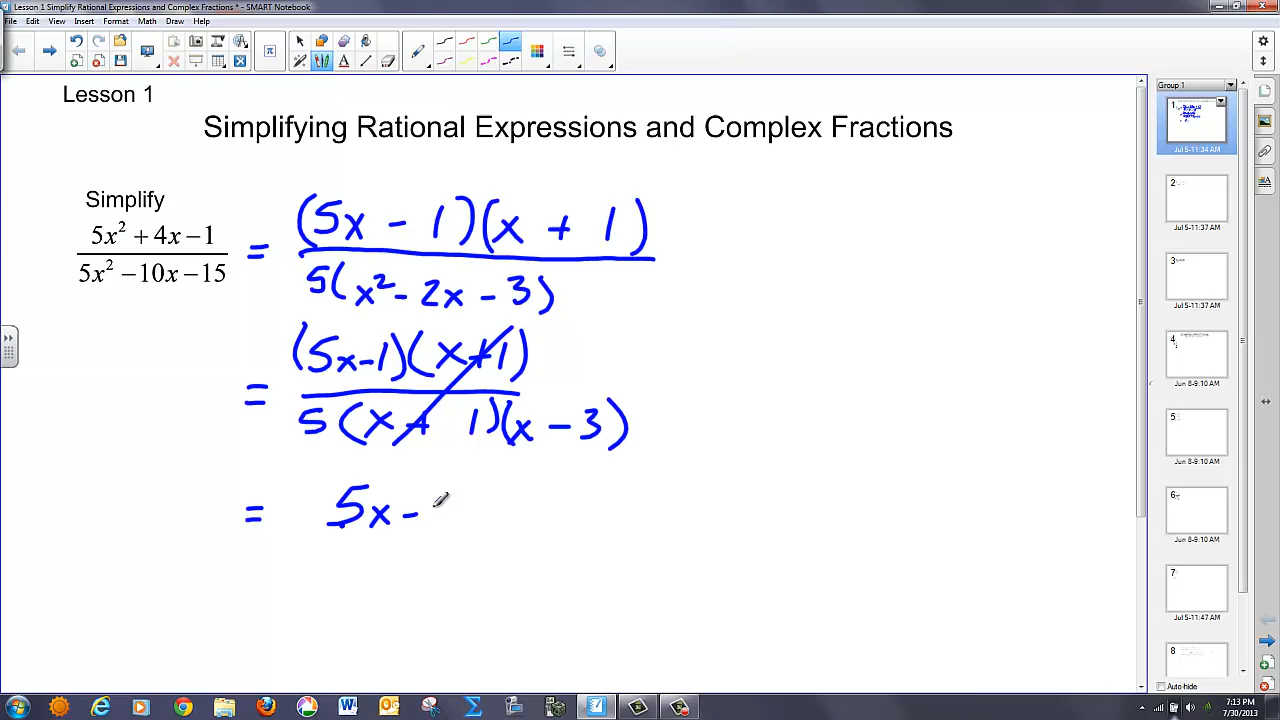 Lesson 1 Simplify Rational Expressions and Complex Fractions * - SMART Notebook
File Edit View Insert Format Math Draw Help
Lesson 1
Simplifying Rational Expressions and Complex Fractions
Simplify
5x² + 4x − 1
5x² − 10x − 15
= (5x - 1)(x + 1)
5(x² - 2x - 3)
= (5x-1)(x+1)
5(x + 1)(x - 3)
= 5x -
Group 1
1
Jul 5-11:34 AM
2
Jul 5-11:37 AM
3
Jul 5-11:37 AM
4
Jun 8-9:10 AM
5
Jun 8-9:10 AM
6
Jun 8-9:10 AM
7
Jul 5-11:47 AM
8
Auto-hide
7:13 PM
7/30/2013